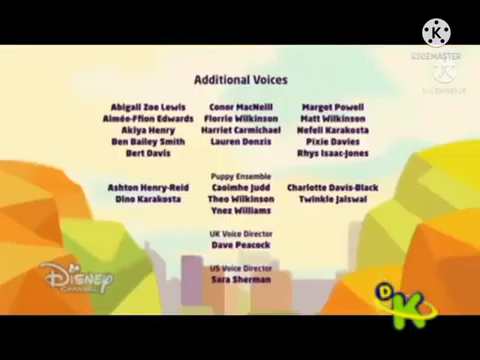 K
KINEMASTER
K
KINEMASTER
Additional Voices
Abigail Zoe Lewis Conor MacNeill Margot Powell
Aimée-Ffion Edwards Florrie Wilkinson Matt Wilkinson
Akiya Henry Harriet Carmichael Nefeli Karakosta
Ben Bailey Smith Lauren Donzis Pixie Davies
Bert Davis Rhys Isaac-Jones
Puppy Ensemble
Ashton Henry-Reid Caoimhe Judd Charlotte Davis-Black
Dino Karakosta Theo Wilkinson Twinkle Jaiswal
Ynez Williams
UK Voice Director
Dave Peacock
US Voice Director
Sara Sherman
Disney
CHANNEL
D
K